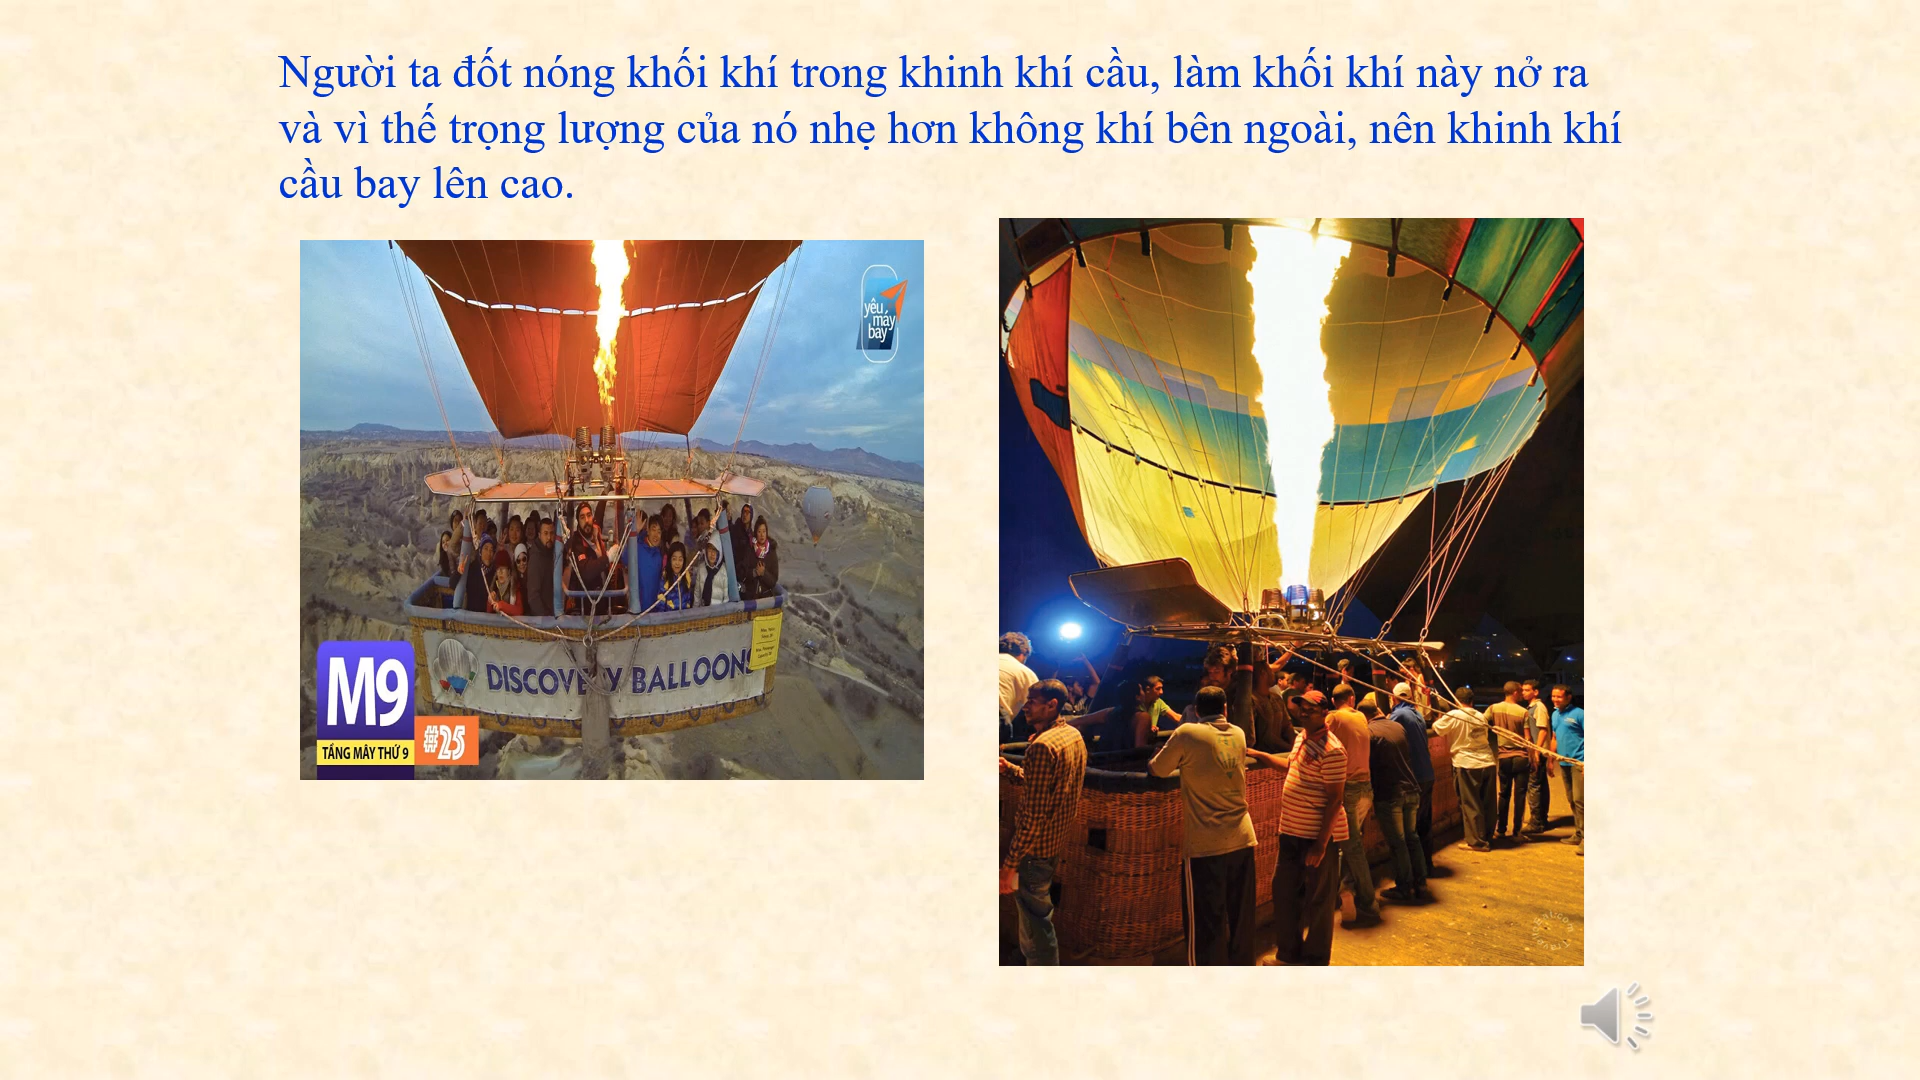 Người ta đốt nóng khối khí trong khinh khí cầu, làm khối khí này nở ra
và vì thế trọng lượng của nó nhẹ hơn không khí bên ngoài, nên khinh khí
cầu bay lên cao.
yêu
máy
bay
DISCOVERY BALLOONS
M9
#25
TẦNG MÂY THỨ 9